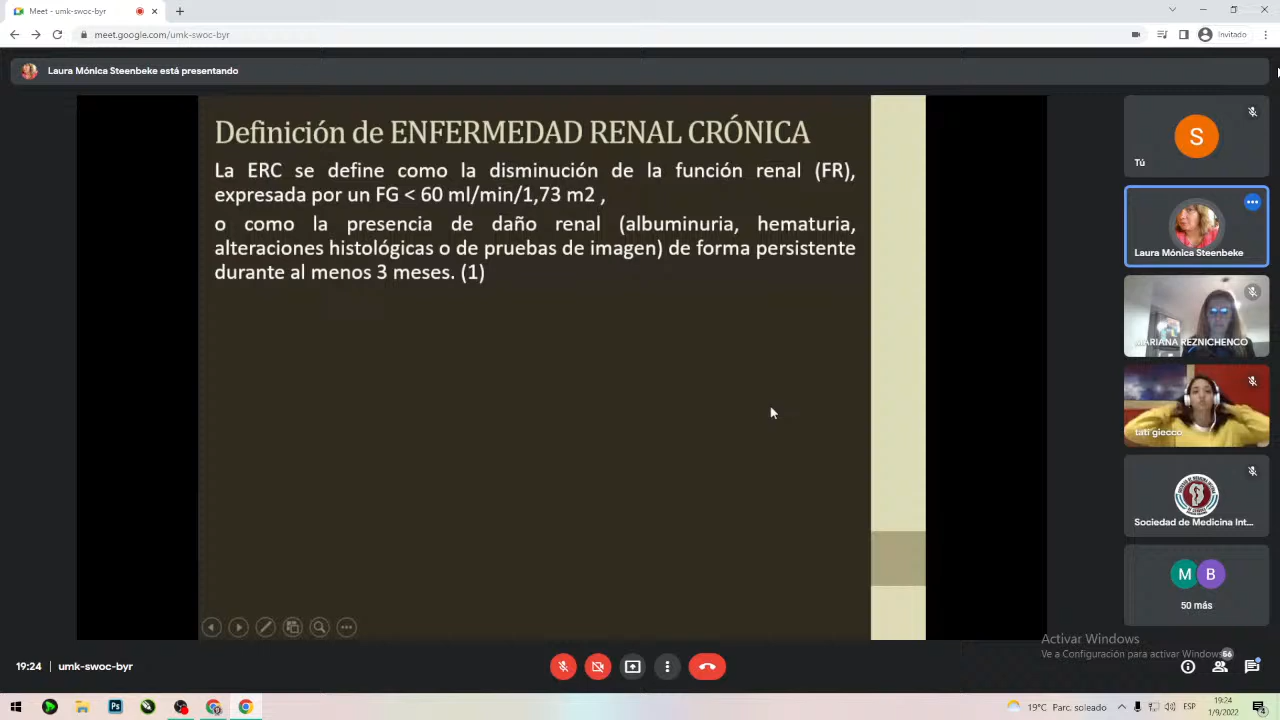 Meet - umk-swoc-byr
meet.google.com/umk-swoc-byr
Invitado
Laura Mónica Steenbeke está presentando
Definición de ENFERMEDAD RENAL CRÓNICA
La ERC se define como la disminución de la función renal (FR),
expresada por un FG < 60 ml/min/1,73 m2 ,
o como la presencia de daño renal (albuminuria, hematuria,
alteraciones histológicas o de pruebas de imagen) de forma persistente
durante al menos 3 meses. (1)
S
Tú
Laura Mónica Steenbeke
MARIANA REZNICHENCO
tati giecco
Sociedad de Medicina Int...
M B
50 más
Activar Windows
Ve a Configuración para activar Windows.
19:24 | umk-swoc-byr
56
Ps
19°C Parc. soleado
ESP
19:24
1/9/2022
4